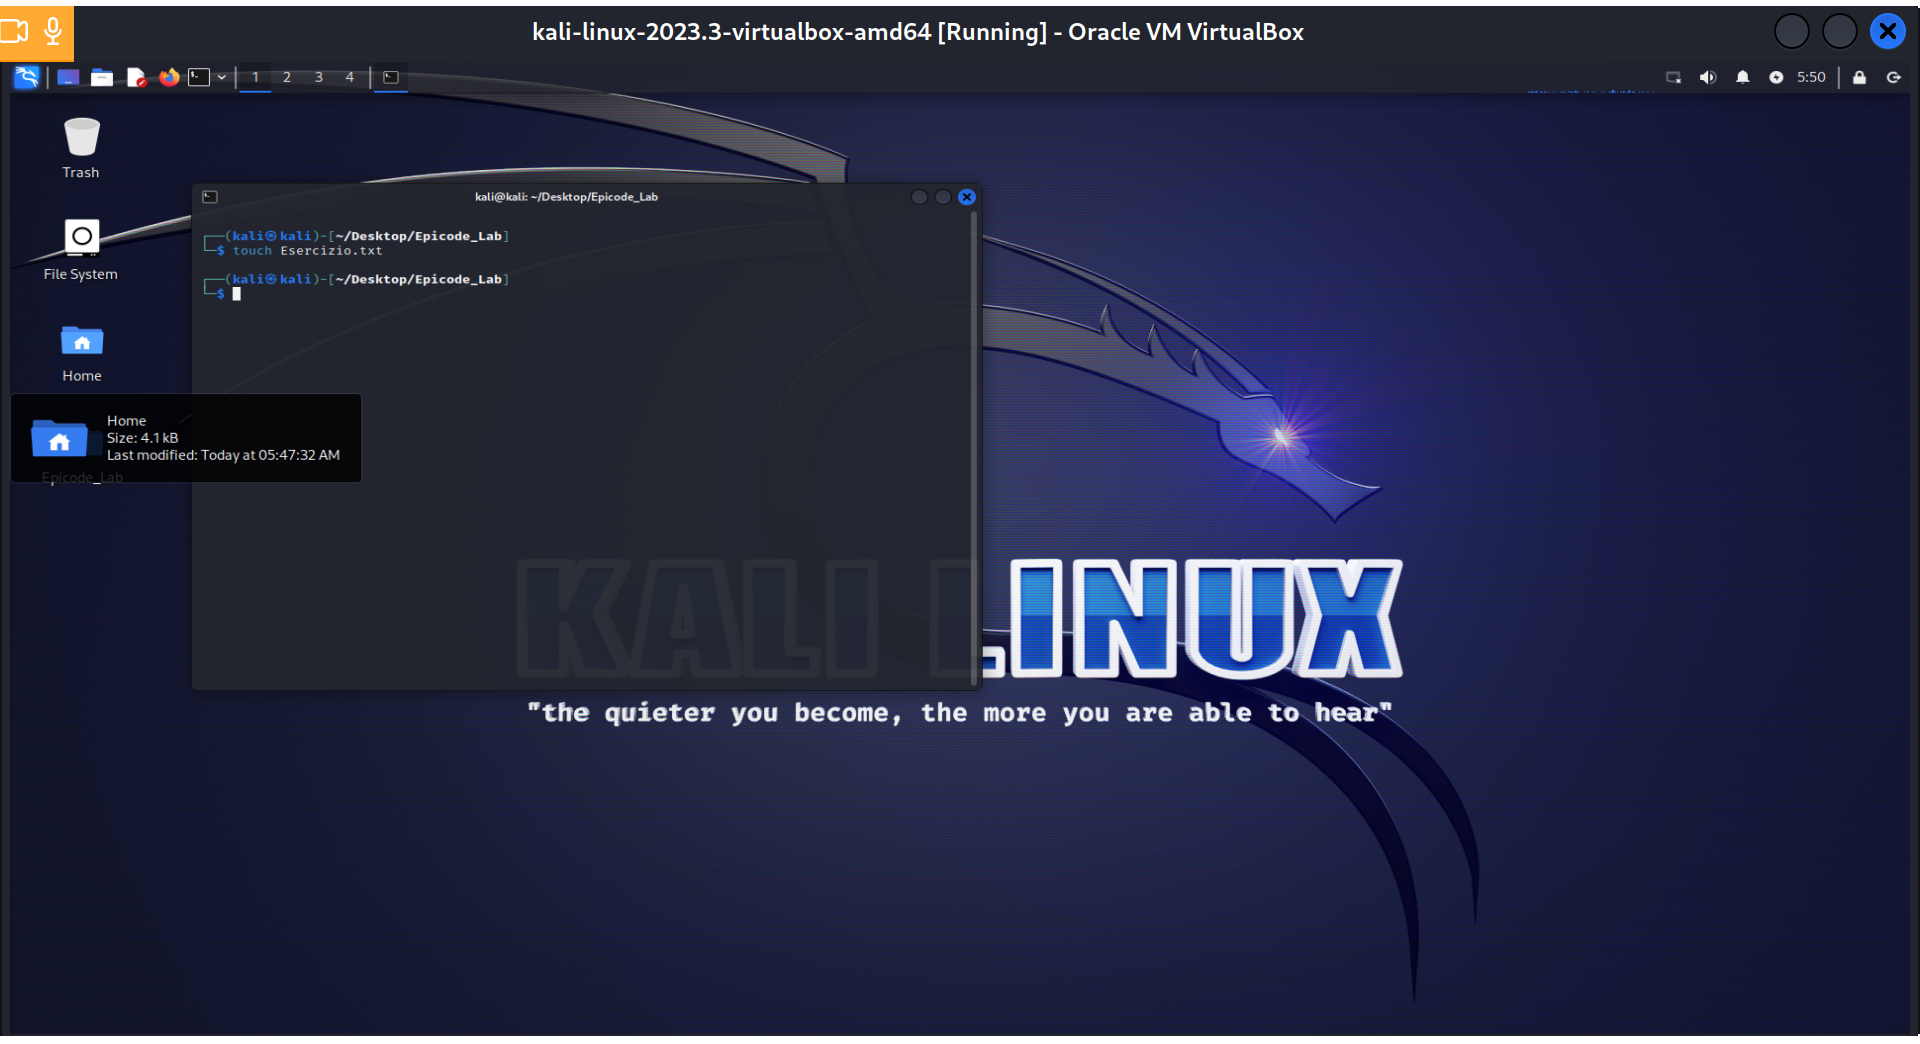 kali-linux-2023.3-virtualbox-amd64 [Running] - Oracle VM VirtualBox
1 2 3 4
5:50
Trash
File System
Home
kali@kali: ~/Desktop/Epicode_Lab
┌──(kali㉿kali)-[~/Desktop/Epicode_Lab]
└─$ touch Esercizio.txt
┌──(kali㉿kali)-[~/Desktop/Epicode_Lab]
└─$
Home
Size: 4.1 kB
Last modified: Today at 05:47:32 AM
Epicode_Lab
KALI LINUX
"the quieter you become, the more you are able to hear"